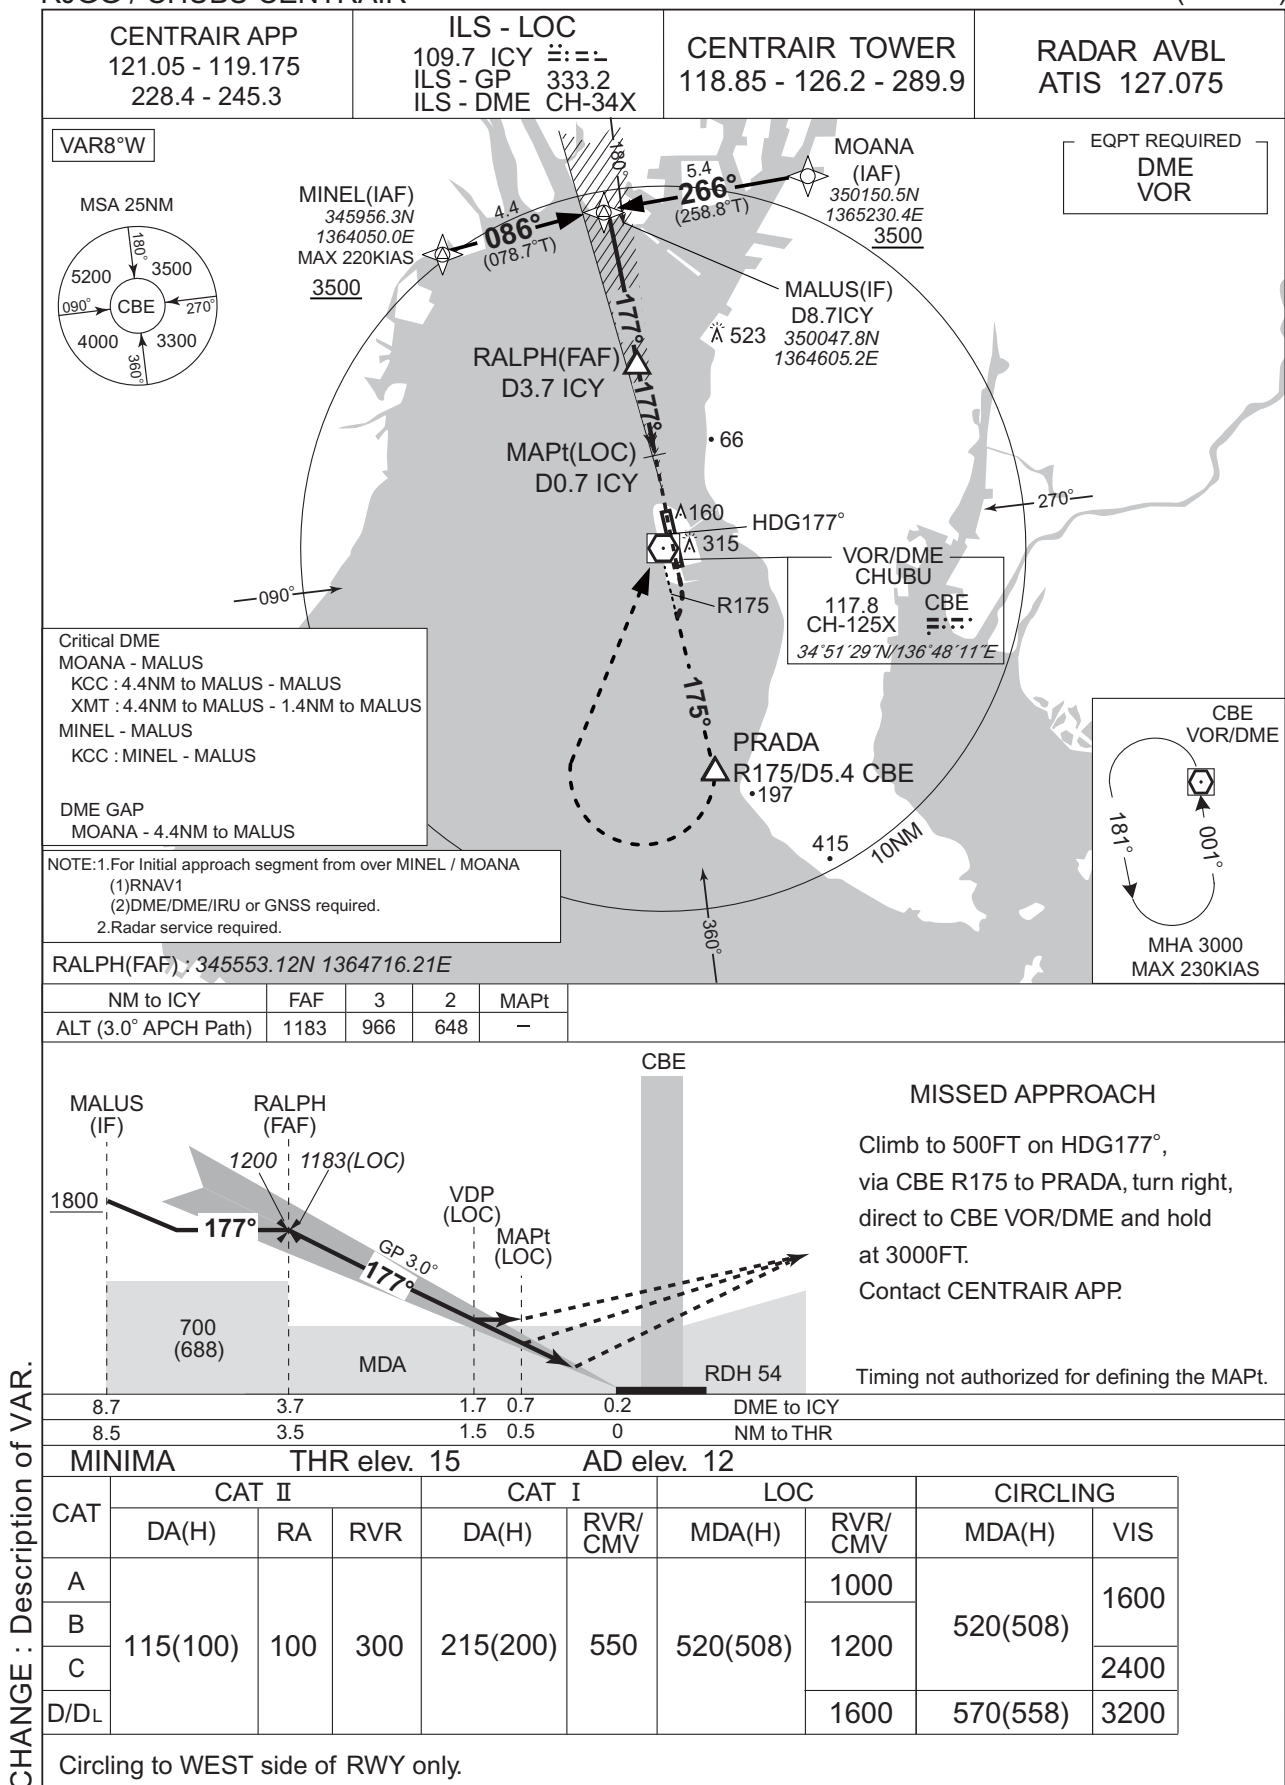 RJGG / CHUBU CENTRAIR
CENTRAIR APP
121.05 - 119.175
228.4 - 245.3
ILS - LOC
109.7 ICY
ILS - GP 333.2
ILS - DME CH-34X
CENTRAIR TOWER
118.85 - 126.2 - 289.9
RADAR AVBL
ATIS 127.075
VAR8°W
MSA 25NM
180°
5200
3500
090°
CBE
270°
4000
3300
360°
MINEL(IAF)
345956.3N
1364050.0E
MAX 220KIAS
3500
4.4
086°
(078.7°T)
180°
5.4
266°
(258.8°T)
MOANA
(IAF)
350150.5N
1365230.4E
3500
EQPT REQUIRED
DME
VOR
MALUS(IF)
D8.7ICY
350047.8N
1364605.2E
523
177°
RALPH(FAF)
D3.7 ICY
177°
66
MAPt(LOC)
D0.7 ICY
160
HDG177°
315
270°
VOR/DME
CHUBU
117.8 CBE
CH-125X
34°51´29˝N/136°48´11˝E
090°
R175
175°
PRADA
R175/D5.4 CBE
197
415
10NM
360°
Critical DME
MOANA - MALUS
KCC : 4.4NM to MALUS - MALUS
XMT : 4.4NM to MALUS - 1.4NM to MALUS
MINEL - MALUS
KCC : MINEL - MALUS
DME GAP
MOANA - 4.4NM to MALUS
NOTE:1.For Initial approach segment from over MINEL / MOANA
(1)RNAV1
(2)DME/DME/IRU or GNSS required.
2.Radar service required.
RALPH(FAF) : 345553.12N 1364716.21E
CBE
VOR/DME
181°
001°
MHA 3000
MAX 230KIAS
NM to ICY FAF 3 2 MAPt
ALT (3.0° APCH Path) 1183 966 648 –
CBE
MALUS
(IF)
RALPH
(FAF)
1200
1183(LOC)
1800
177°
VDP
(LOC)
MAPt
(LOC)
GP 3.0°
177°
700
(688)
MDA
RDH 54
MISSED APPROACH
Climb to 500FT on HDG177°,
via CBE R175 to PRADA, turn right,
direct to CBE VOR/DME and hold
at 3000FT.
Contact CENTRAIR APP.
Timing not authorized for defining the MAPt.
8.7 3.7 1.7 0.7 0.2 DME to ICY
8.5 3.5 1.5 0.5 0 NM to THR
MINIMA THR elev. 15 AD elev. 12
CAT CAT II CAT I LOC CIRCLING
DA(H) RA RVR DA(H) RVR/CMV MDA(H) RVR/CMV MDA(H) VIS
A 1000
1600
B 115(100) 100 300 215(200) 550 520(508) 1200 520(508)
C 2400
D/DL 1600 570(558) 3200
Circling to WEST side of RWY only.
CHANGE : Description of VAR.